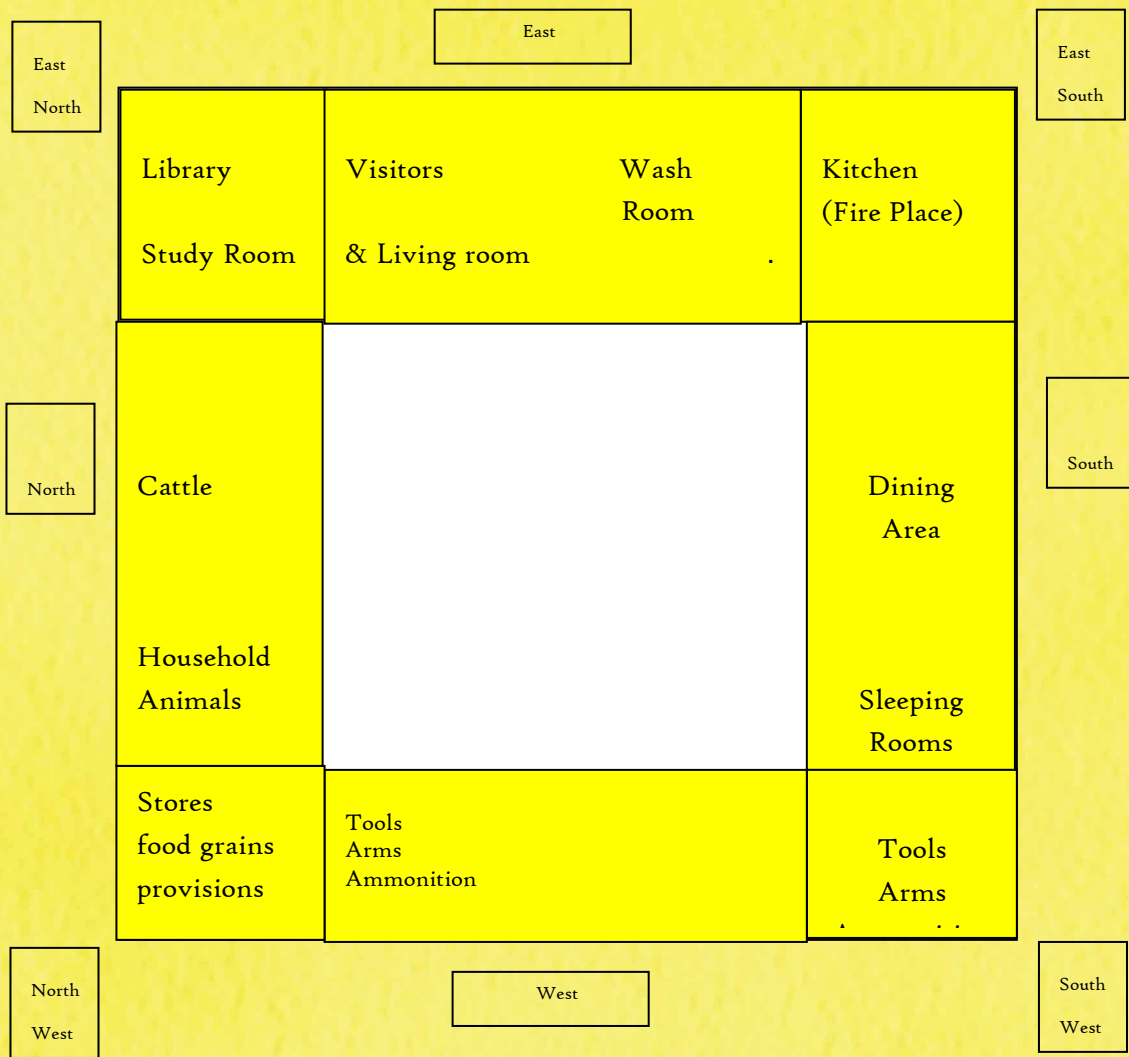 East
East
North
East
South
Library
Study Room
Visitors
& Living room
Wash
Room
.
Kitchen
(Fire Place)
North
Cattle
Household
Animals
Dining
Area
Sleeping
Rooms
South
Stores
food grains
provisions
Tools
Arms
Ammonition
Tools
Arms
North
West
West
South
West